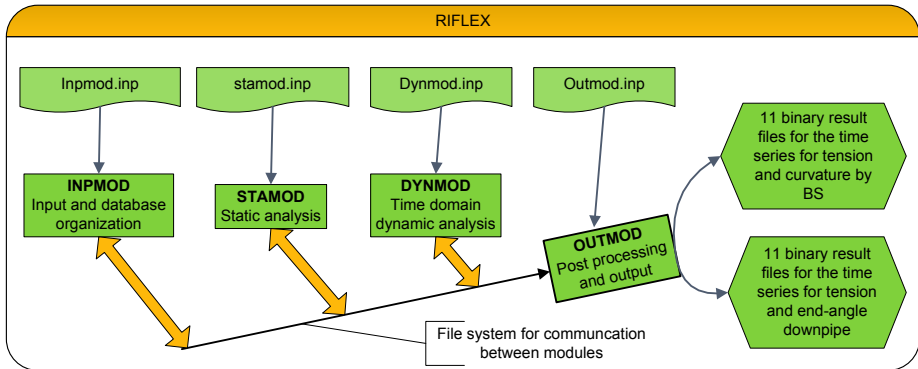 RIFLEX
Inpmod.inp
stamod.inp
Dynmod.inp
Outmod.inp
INPMOD
Input and database
organization
STAMOD
Static analysis
DYNMOD
Time domain
dynamic analysis
OUTMOD
Post processing
and output
11 binary result
files for the time
series for tension
and curvature by
BS
11 binary result
files for the time
series for tension
and end-angle
downpipe
File system for communcation
between modules